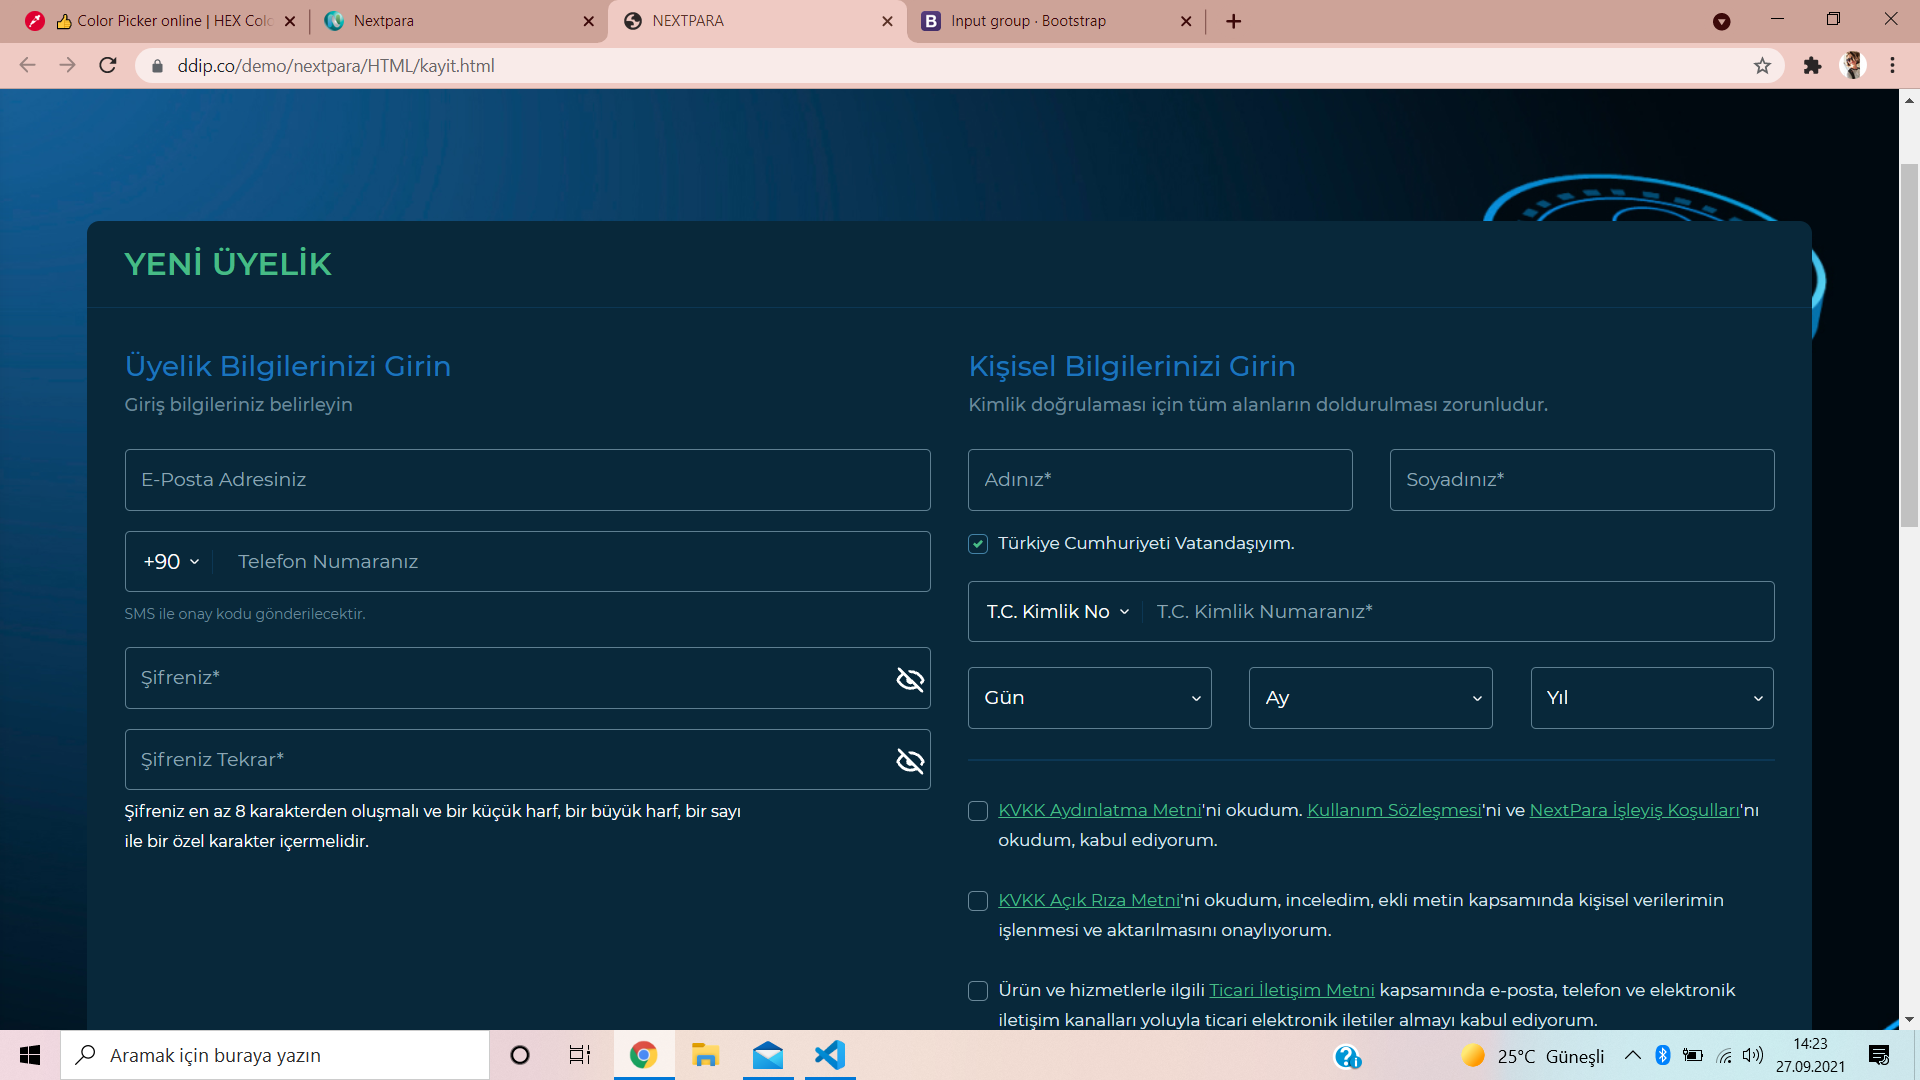 Color Picker online | HEX Colo
Nextpara
NEXTPARA
Input group · Bootstrap
ddip.co/demo/nextpara/HTML/kayit.html
YENİ ÜYELİK
Üyelik Bilgilerinizi Girin
Giriş bilgileriniz belirleyin
E-Posta Adresiniz
+90 Telefon Numaranız
SMS ile onay kodu gönderilecektir.
Şifreniz*
Şifreniz Tekrar*
Şifreniz en az 8 karakterden oluşmalı ve bir küçük harf, bir büyük harf, bir sayı
ile bir özel karakter içermelidir.
Kişisel Bilgilerinizi Girin
Kimlik doğrulaması için tüm alanların doldurulması zorunludur.
Adınız* Soyadınız*
Türkiye Cumhuriyeti Vatandaşıyım.
T.C. Kimlik No T.C. Kimlik Numaranız*
Gün Ay Yıl
KVKK Aydınlatma Metni'ni okudum. Kullanım Sözleşmesi'ni ve NextPara İşleyiş Koşulları'nı
okudum, kabul ediyorum.
KVKK Açık Rıza Metni'ni okudum, inceledim, ekli metin kapsamında kişisel verilerimin
işlenmesi ve aktarılmasını onaylıyorum.
Ürün ve hizmetlerle ilgili Ticari İletişim Metni kapsamında e-posta, telefon ve elektronik
iletişim kanalları yoluyla ticari elektronik iletiler almayı kabul ediyorum.
Aramak için buraya yazın
25°C Güneşli
14:23
27.09.2021